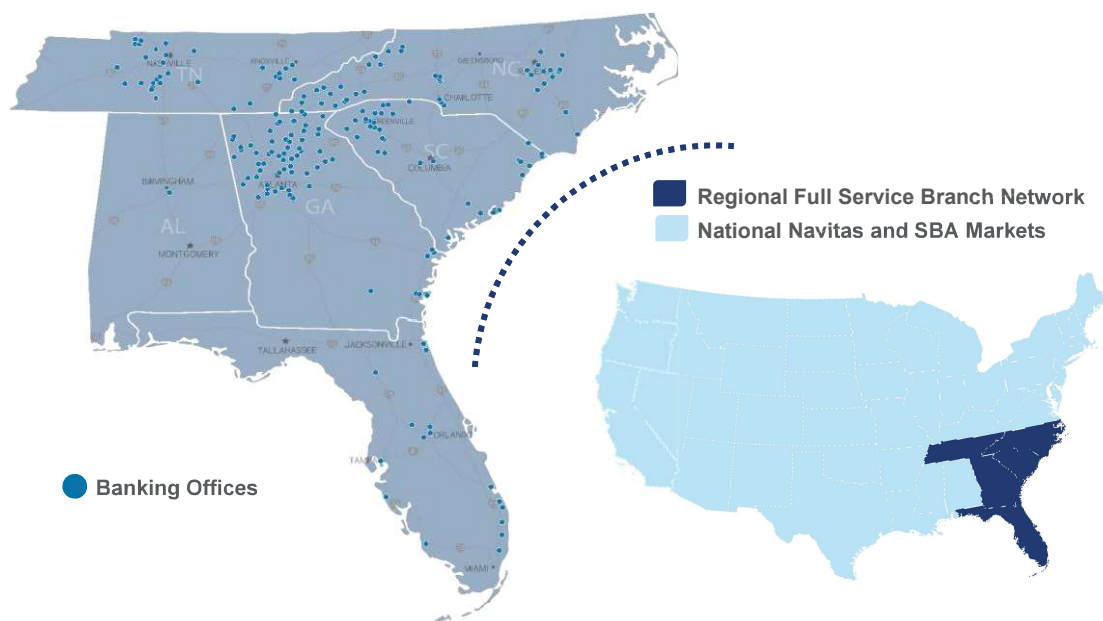 NASHVILLE
TN
KNOXVILLE
GREENSBORO
NC
CHARLOTTE
GREENVILLE
SC
COLUMBIA
BIRMINGHAM
ATLANTA
GA
AL
MONTGOMERY
TALLAHASSEE
JACKSONVILLE
ORLANDO
MIAMI
Banking Offices
Regional Full Service Branch Network
National Navitas and SBA Markets